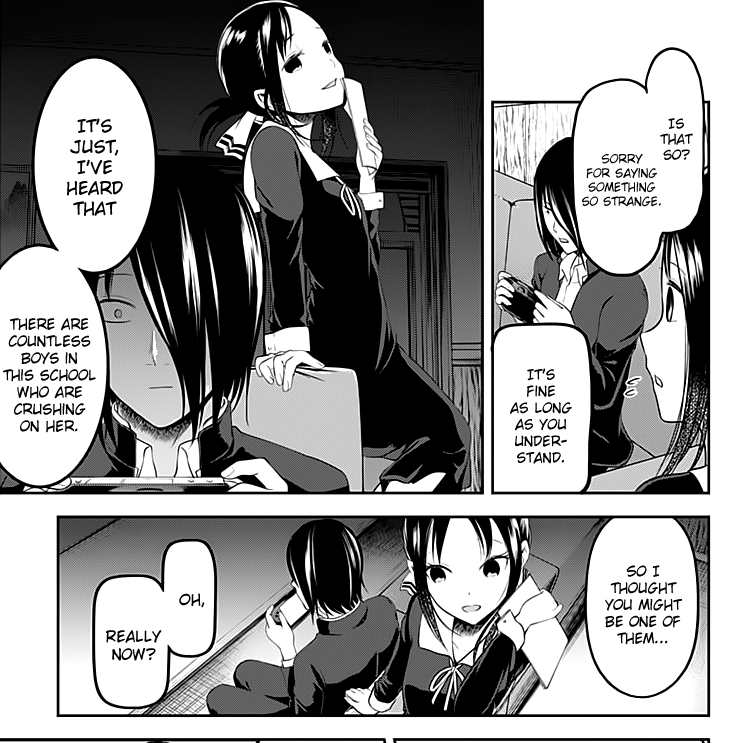 IS
THAT
SO?
SORRY
FOR SAYING
SOMETHING
SO STRANGE.
IT'S
FINE
AS LONG
AS YOU
UNDER-
STAND.
IT'S
JUST,
I'VE
HEARD
THAT
THERE ARE
COUNTLESS
BOYS IN
THIS SCHOOL
WHO ARE
CRUSHING
ON HER.
SO I
THOUGHT
YOU MIGHT
BE ONE OF
THEM...
OH,
REALLY
NOW?